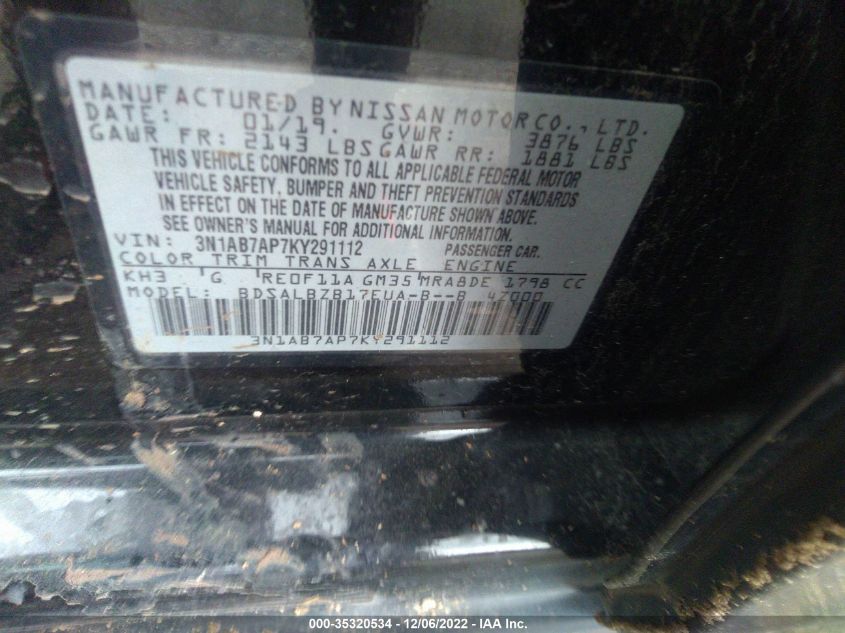 MANUFACTURED BY NISSAN MOTOR CO., LTD.
DATE: 01/19. GVWR: 3876 LBS
GAWR FR: 2143 LBS GAWR RR: 1881 LBS
THIS VEHICLE CONFORMS TO ALL APPLICABLE FEDERAL MOTOR
VEHICLE SAFETY, BUMPER AND THEFT PREVENTION STANDARDS
IN EFFECT ON THE DATE OF MANUFACTURE SHOWN ABOVE.
SEE OWNER'S MANUAL FOR ADDITIONAL INFORMATION.
VIN: 3N1AB7AP7KY291112 PASSENGER CAR.
COLOR TRIM TRANS AXLE ENGINE
KH3 G RE0F11A GM35 MRA8DE 1798 CC
MODEL: BDSALBZB17EUA-B--B 4Z000
3N1AB7AP7KY291112
000-35320534 - 12/06/2022 - IAA Inc.